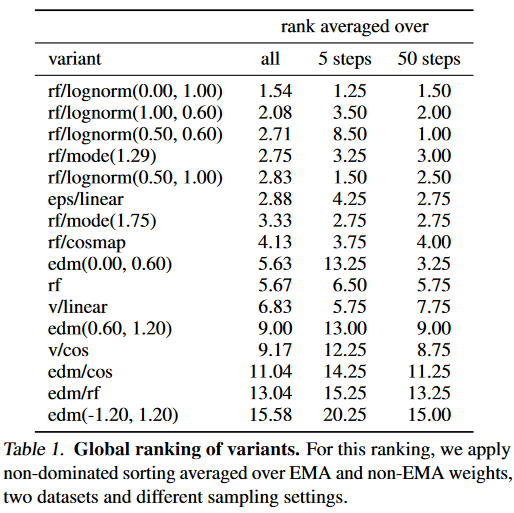 rank averaged over
variant all 5 steps 50 steps
rf/lognorm(0.00, 1.00) 1.54 1.25 1.50
rf/lognorm(1.00, 0.60) 2.08 3.50 2.00
rf/lognorm(0.50, 0.60) 2.71 8.50 1.00
rf/mode(1.29) 2.75 3.25 3.00
rf/lognorm(0.50, 1.00) 2.83 1.50 2.50
eps/linear 2.88 4.25 2.75
rf/mode(1.75) 3.33 2.75 2.75
rf/cosmap 4.13 3.75 4.00
edm(0.00, 0.60) 5.63 13.25 3.25
rf 5.67 6.50 5.75
v/linear 6.83 5.75 7.75
edm(0.60, 1.20) 9.00 13.00 9.00
v/cos 9.17 12.25 8.75
edm/cos 11.04 14.25 11.25
edm/rf 13.04 15.25 13.25
edm(-1.20, 1.20) 15.58 20.25 15.00
Table 1. Global ranking of variants. For this ranking, we apply
non-dominated sorting averaged over EMA and non-EMA weights,
two datasets and different sampling settings.